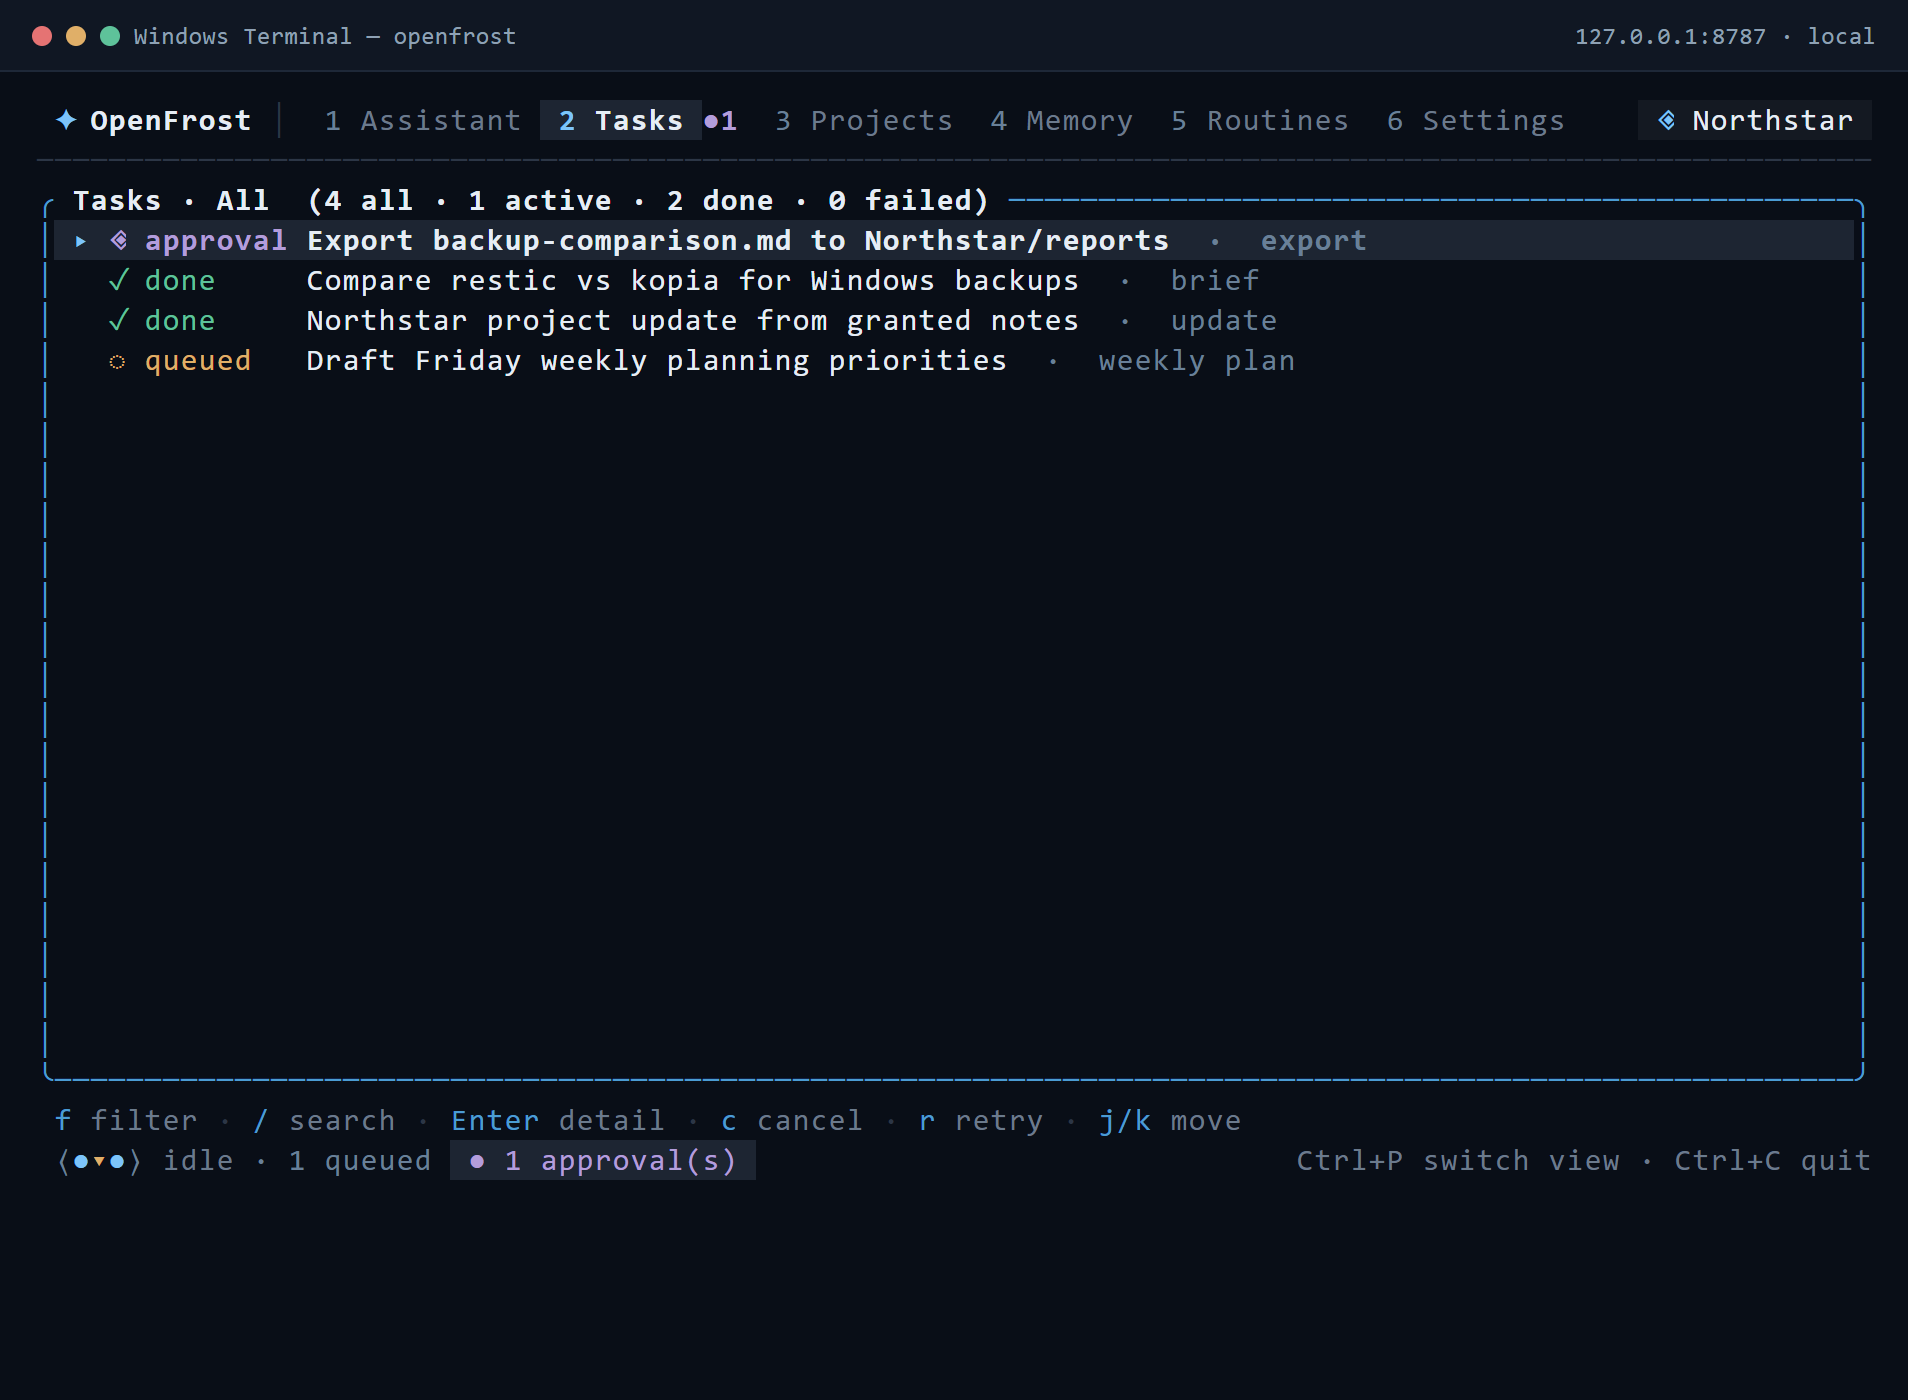 Windows Terminal — openfrost
127.0.0.1:8787 · local
✦ OpenFrost │ 1 Assistant 2 Tasks ●1 3 Projects 4 Memory 5 Routines 6 Settings ◈ Northstar
Tasks · All (4 all · 1 active · 2 done · 0 failed)
▸ ◈ approval Export backup-comparison.md to Northstar/reports · export
✓ done Compare restic vs kopia for Windows backups · brief
✓ done Northstar project update from granted notes · update
◌ queued Draft Friday weekly planning priorities · weekly plan
f filter · / search · Enter detail · c cancel · r retry · j/k move
⟨●▾●⟩ idle · 1 queued ● 1 approval(s) Ctrl+P switch view · Ctrl+C quit